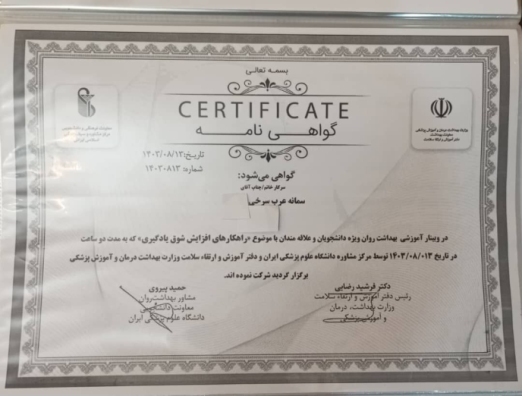 بسمه تعالی
CERTIFICATE
گواهی نامه
تاریخ: ۱۴۰۳/۰۸/۱۳
شماره: ۱۴۰۳۰۸۱۳
گواهی می‌شود:
سرکار خانم/جناب آقای
سمانه عرب سرخی
در وبینار آموزشی بهداشت روان ویژه دانشجویان و علاقه مندان با موضوع «راهکارهای افزایش شوق یادگیری» که به مدت دو ساعت
در تاریخ ۱۴۰۳/۰۸/۰۱۳ توسط مرکز مشاوره دانشگاه علوم پزشکی ایران و دفتر آموزش و ارتقاء سلامت وزارت بهداشت درمان و آموزش پزشکی
برگزار گردید شرکت نموده اند.
دکتر فرشید رضایی
رئیس دفتر آموزش و ارتقاء سلامت
وزارت بهداشت، درمان
و آموزش پزشکی
حمید پیروی
مشاور بهداشت روان
معاونت دانشجویی
دانشگاه علوم پزشکی ایران